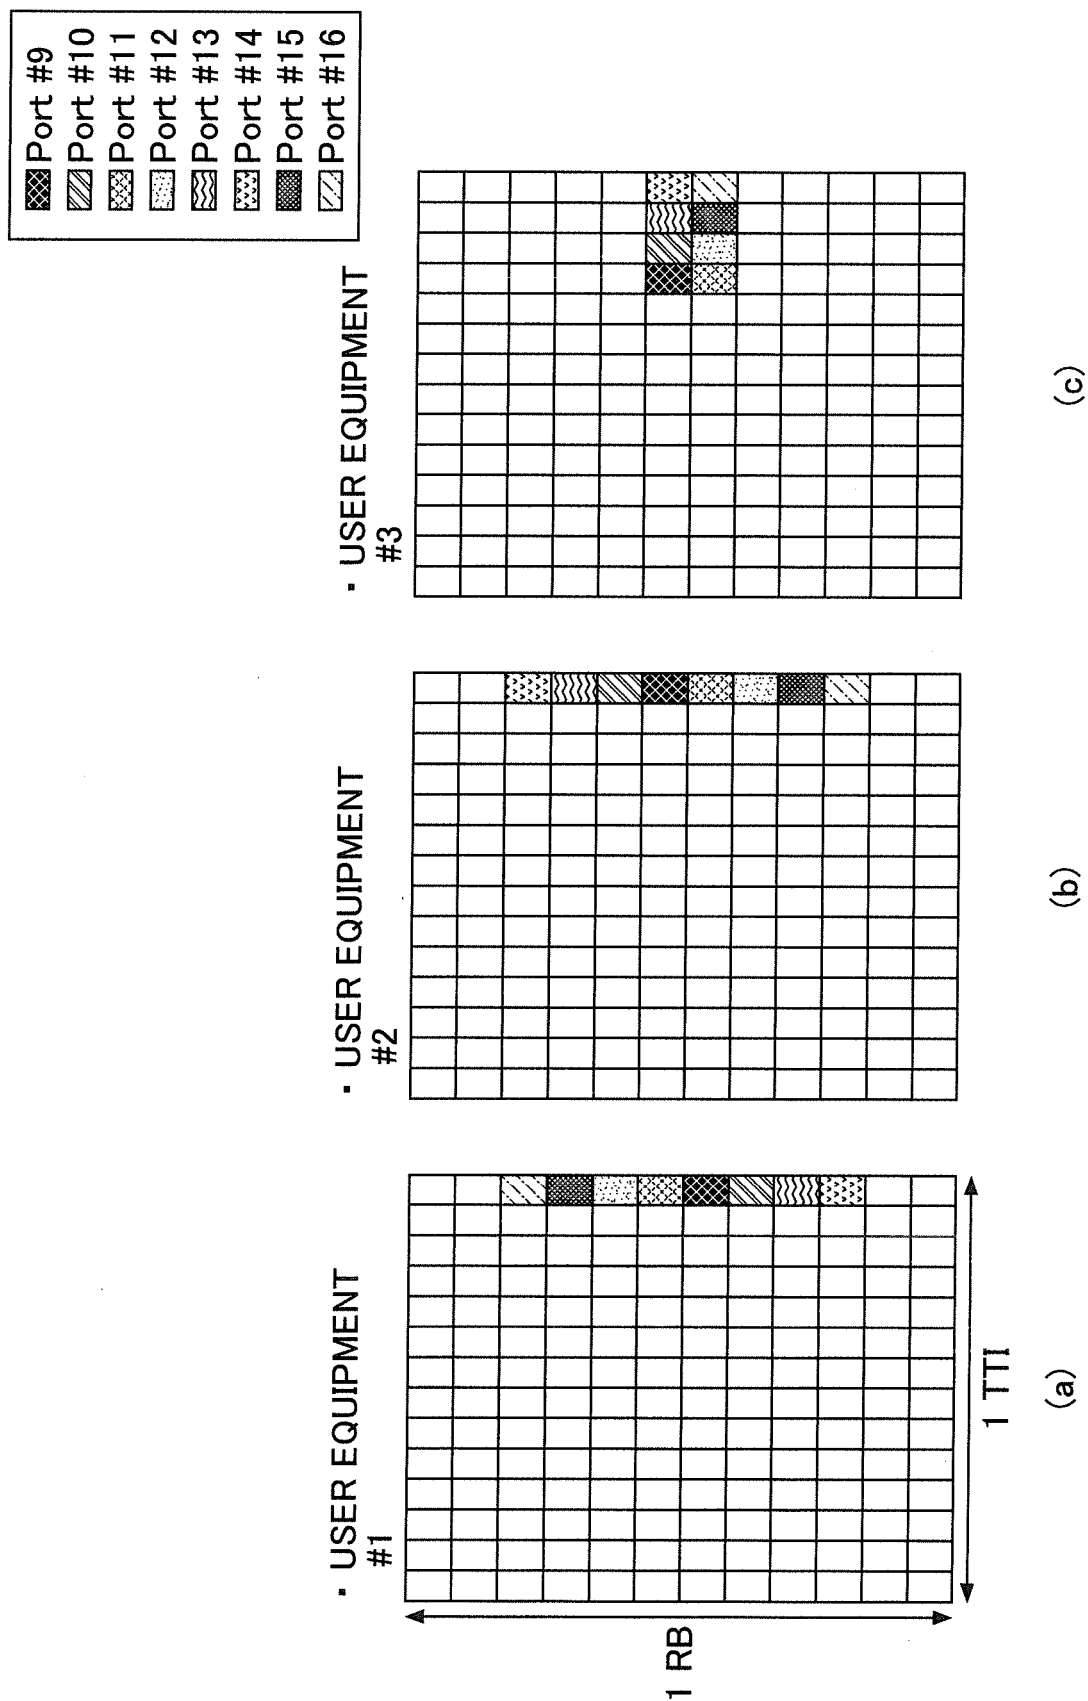 Port #9
Port #10
Port #11
Port #12
Port #13
Port #14
Port #15
Port #16
・ USER EQUIPMENT
#1
1 RB
1 TTI
(a)
・ USER EQUIPMENT
#2
(b)
・ USER EQUIPMENT
#3
(c)